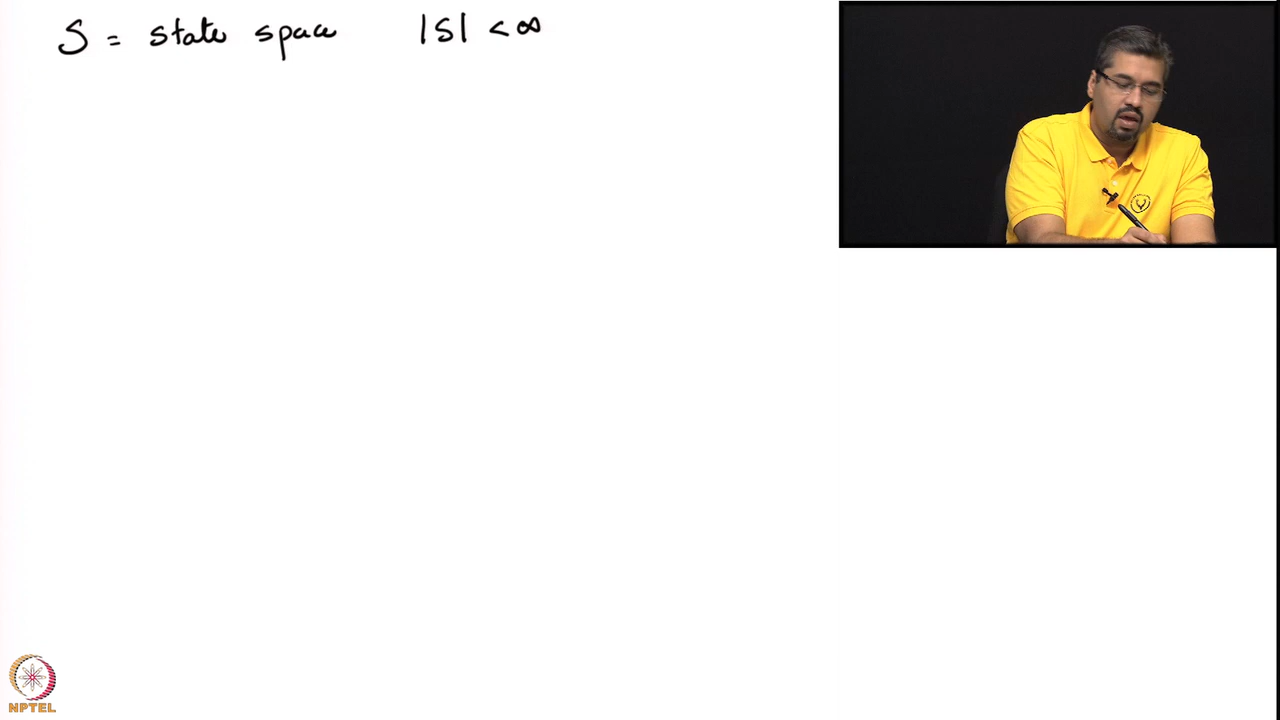 S = state space |S| < ∞
NPTEL